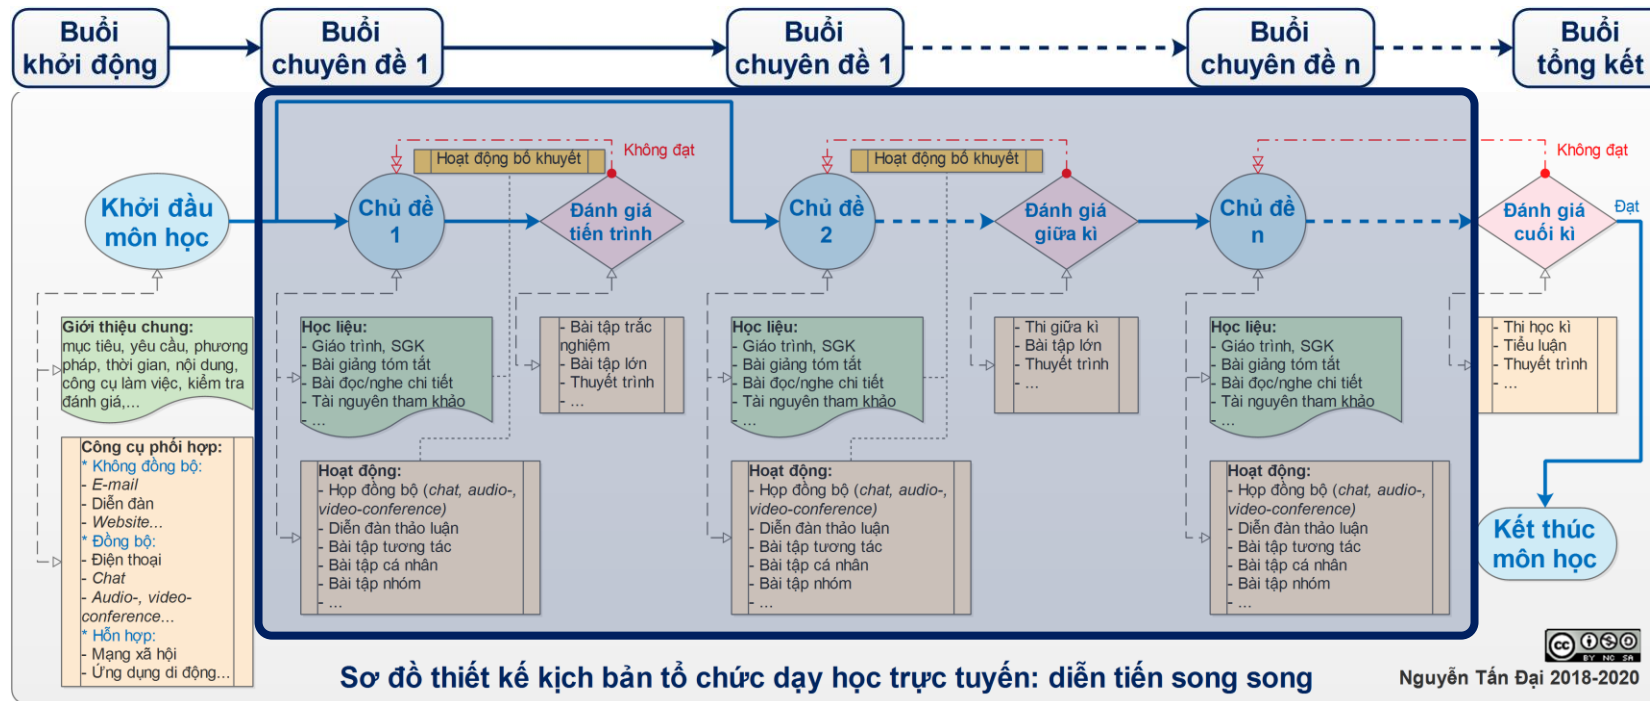 Buổi
khởi động
Buổi
chuyên đề 1
Buổi
chuyên đề 1
Buổi
chuyên đề n
Buổi
tổng kết
Hoạt động bổ khuyết
Không đạt
Hoạt động bổ khuyết
Không đạt
Khởi đầu
môn học
Chủ đề
1
Đánh giá
tiến trình
Chủ đề
2
Đánh giá
giữa kì
Chủ đề
n
Đánh giá
cuối kì
Đạt
Giới thiệu chung:
mục tiêu, yêu cầu, phương
pháp, thời gian, nội dung,
công cụ làm việc, kiểm tra
đánh giá,...
Học liệu:
- Giáo trình, SGK
- Bài giảng tóm tắt
- Bài đọc/nghe chi tiết
- Tài nguyên tham khảo
- ...
- Bài tập trắc
nghiệm
- Bài tập lớn
- Thuyết trình
- ...
Học liệu:
- Giáo trình, SGK
- Bài giảng tóm tắt
- Bài đọc/nghe chi tiết
- Tài nguyên tham khảo
- ...
- Thi giữa kì
- Bài tập lớn
- Thuyết trình
- ...
Học liệu:
- Giáo trình, SGK
- Bài giảng tóm tắt
- Bài đọc/nghe chi tiết
- Tài nguyên tham khảo
- ...
- Thi học kì
- Tiểu luận
- Thuyết trình
- ...
Công cụ phối hợp:
* Không đồng bộ:
- E-mail
- Diễn đàn
- Website...
* Đồng bộ:
- Điện thoại
- Chat
- Audio-, video-
conference...
* Hỗn hợp:
- Mạng xã hội
- Ứng dụng di động...
Hoạt động:
- Họp đồng bộ (chat, audio-,
video-conference)
- Diễn đàn thảo luận
- Bài tập tương tác
- Bài tập cá nhân
- Bài tập nhóm
- ...
Hoạt động:
- Họp đồng bộ (chat, audio-,
video-conference)
- Diễn đàn thảo luận
- Bài tập tương tác
- Bài tập cá nhân
- Bài tập nhóm
- ...
Hoạt động:
- Họp đồng bộ (chat, audio-,
video-conference)
- Diễn đàn thảo luận
- Bài tập tương tác
- Bài tập cá nhân
- Bài tập nhóm
- ...
Kết thúc
môn học
Sơ đồ thiết kế kịch bản tổ chức dạy học trực tuyến: diễn tiến song song
cc
BY NC SA
Nguyễn Tấn Đại 2018-2020